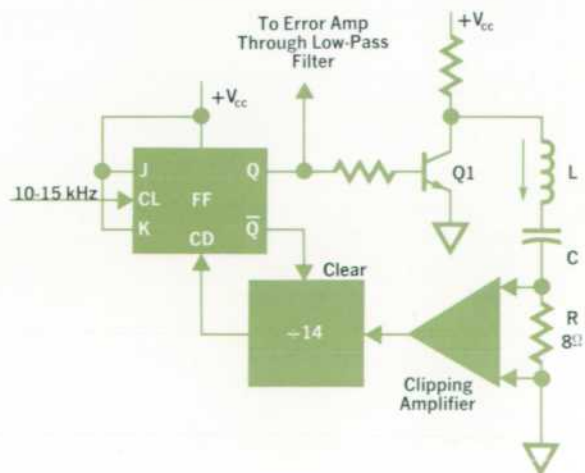 To Error Amp
Through Low-Pass
Filter
+Vcc
+Vcc
J
Q
10-15 kHz
CL
FF
K
CD
Q̅
Q1
L
C
Clear
÷14
R
8Ω
Clipping
Amplifier